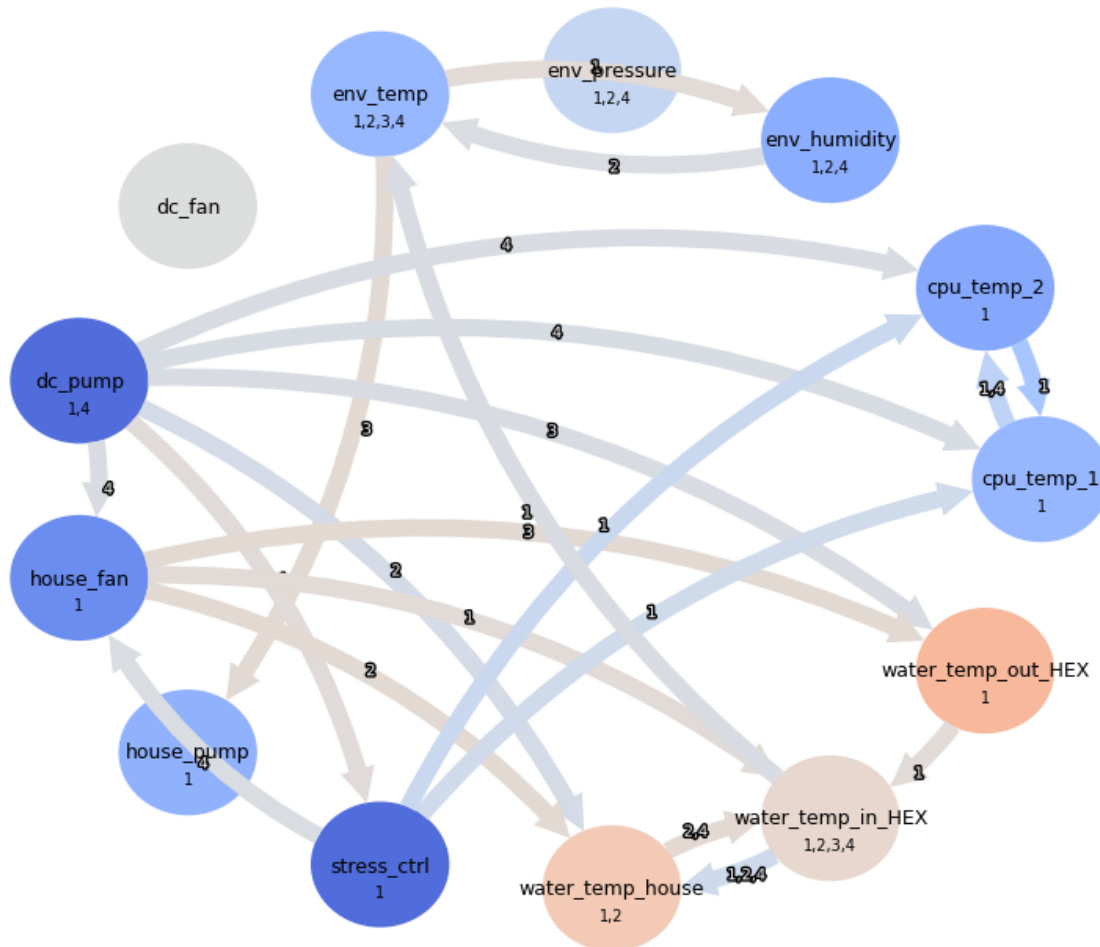 env_temp
1,2,3,4
env_pressure
1,2,4
1
env_humidity
1,2,4
2
dc_fan
4
cpu_temp_2
1
dc_pump
1,4
4
3
3
1,4
1
cpu_temp_1
1
4
house_fan
1
1
3
1
2
1
1
2
water_temp_out_HEX
1
house_pump
1
4
1
water_temp_in_HEX
1,2,3,4
2,4
stress_ctrl
1
1,2,4
water_temp_house
1,2